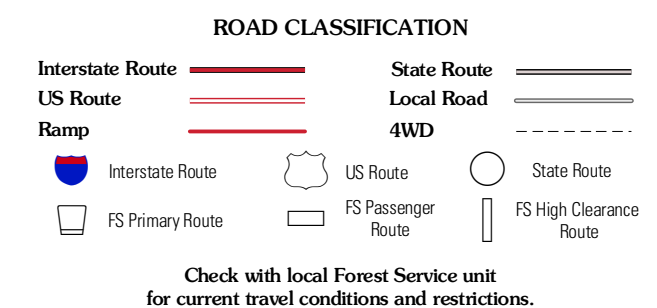 ROAD CLASSIFICATION
Interstate Route
State Route
US Route
Local Road
Ramp
4WD
Interstate Route
US Route
State Route
FS Primary Route
FS Passenger
Route
FS High Clearance
Route
Check with local Forest Service unit
for current travel conditions and restrictions.